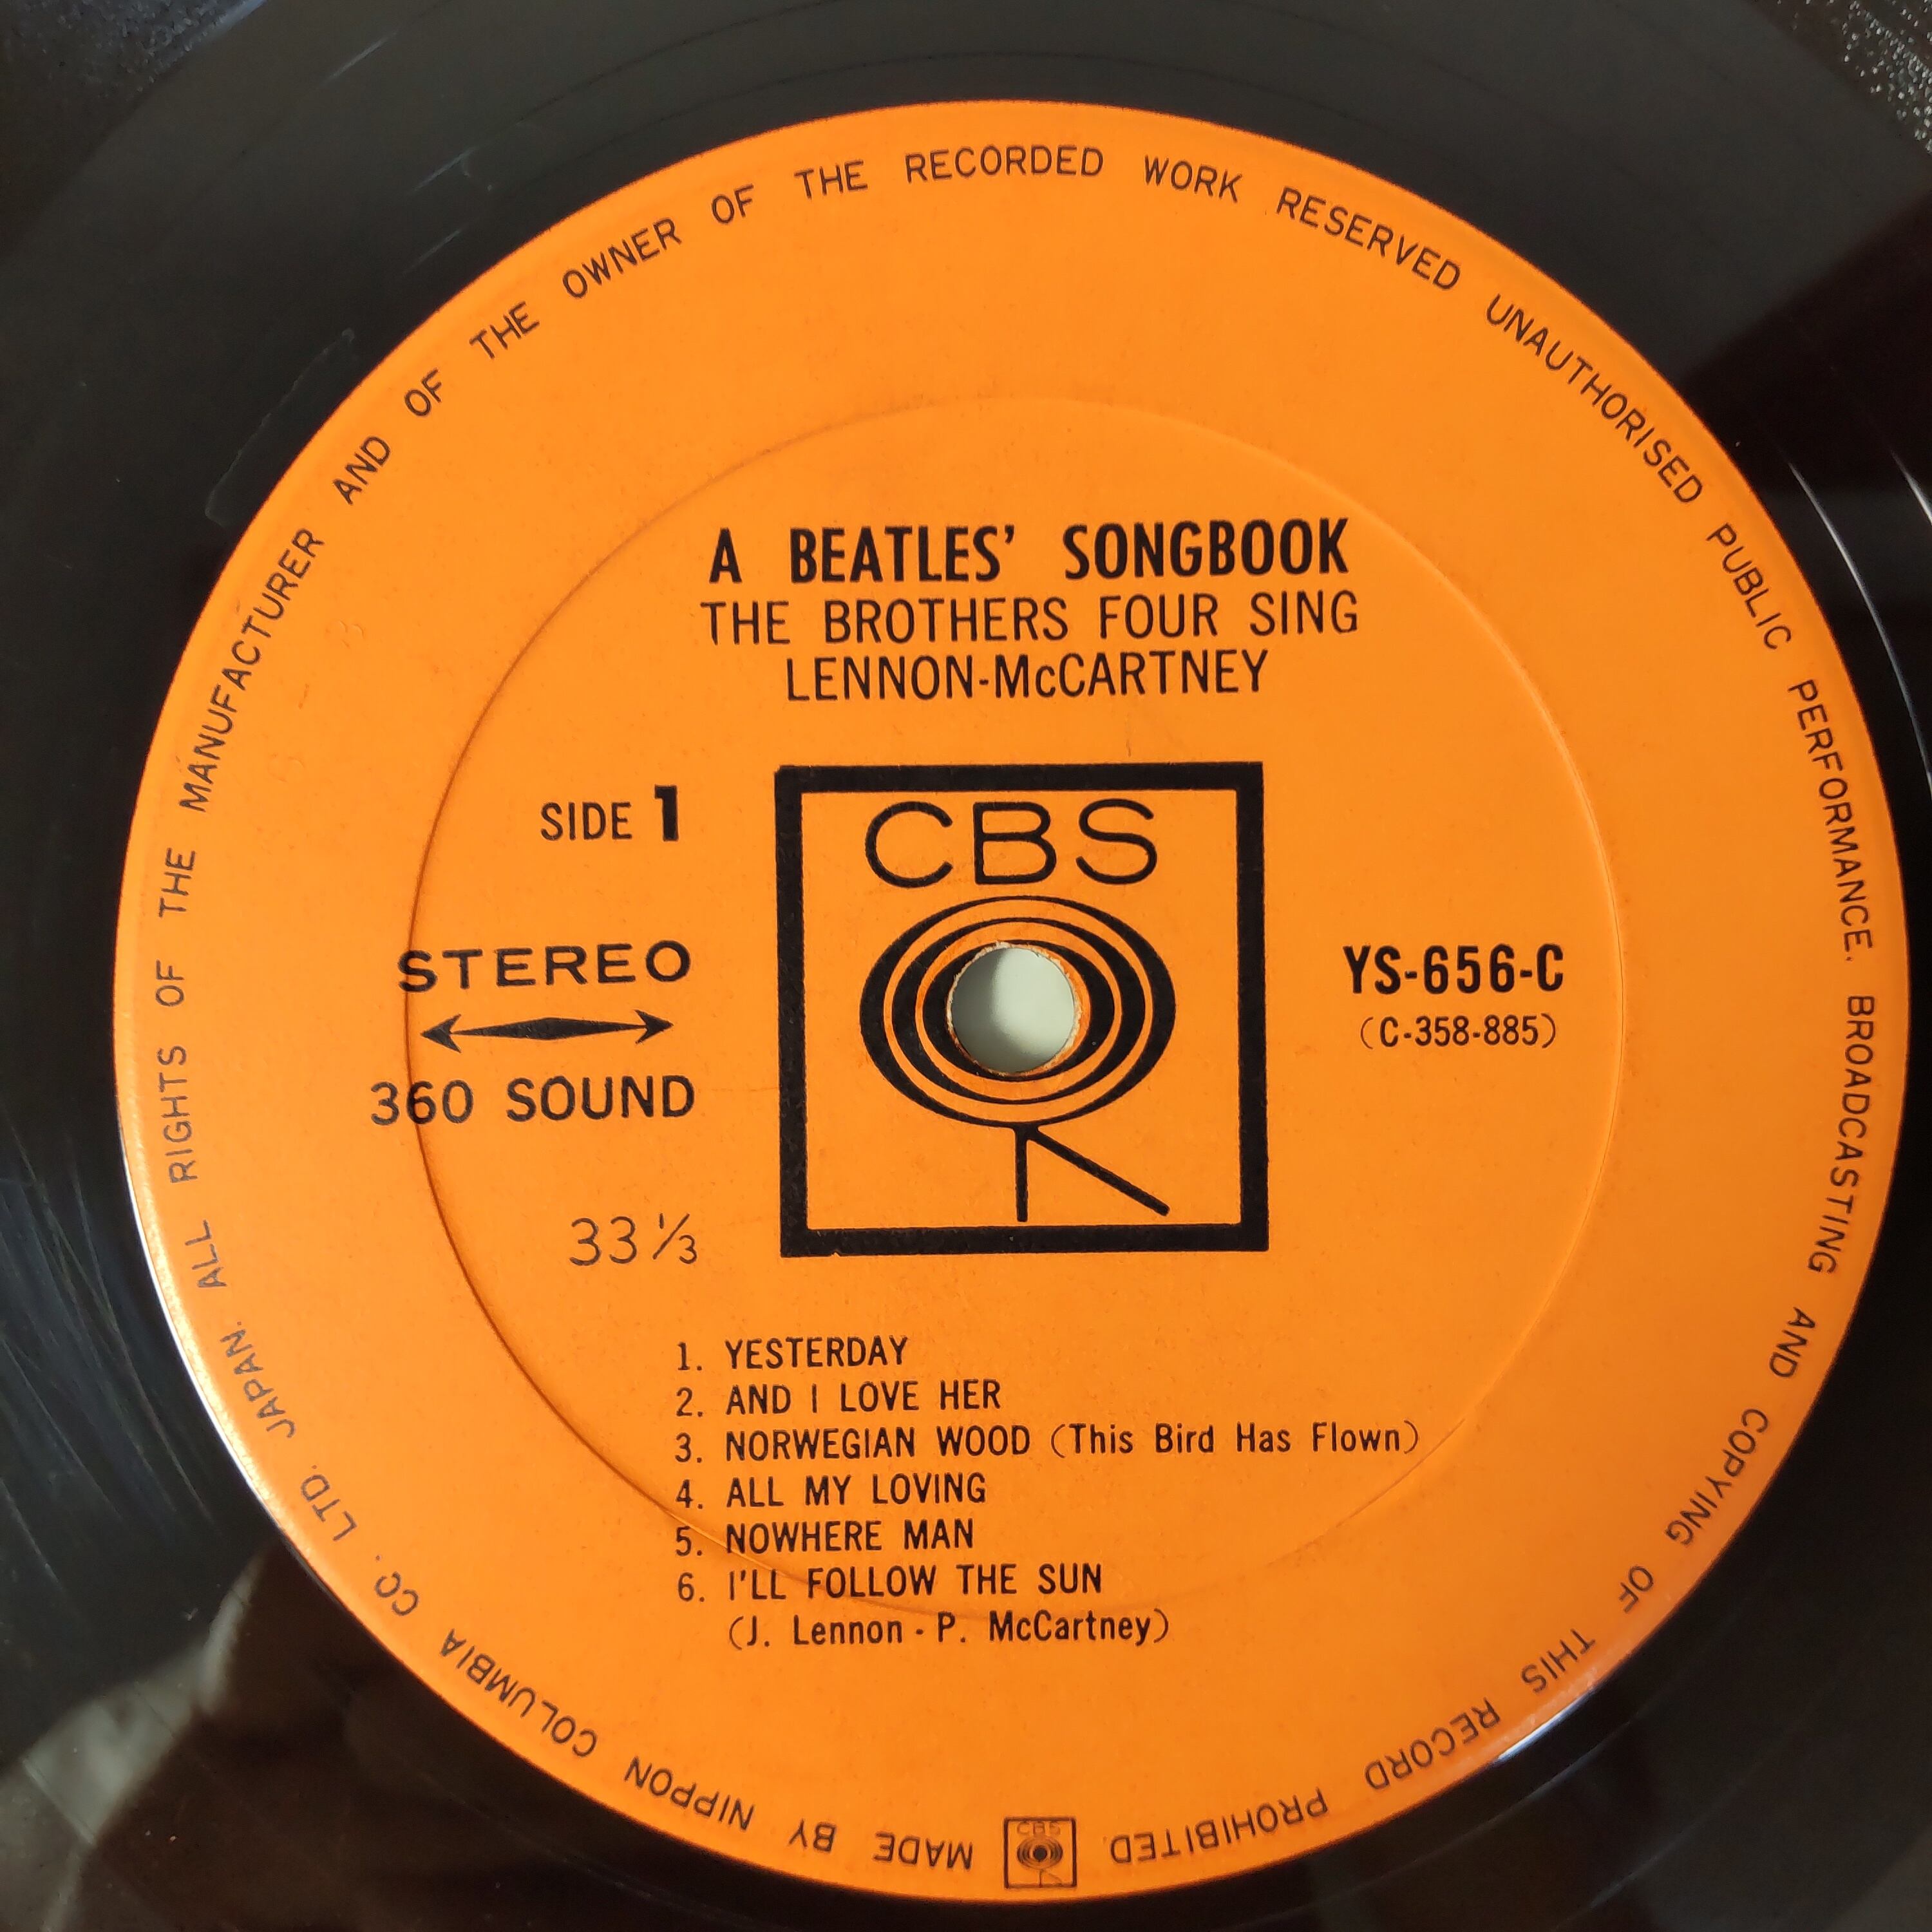 A BEATLES' SONGBOOK
THE BROTHERS FOUR SING
LENNON-McCARTNEY
SIDE 1
CBS
STEREO
360 SOUND
33 1/3
YS-656-C
(C-358-885)
1. YESTERDAY
2. AND I LOVE HER
3. NORWEGIAN WOOD (This Bird Has Flown)
4. ALL MY LOVING
5. NOWHERE MAN
6. I'LL FOLLOW THE SUN
(J. Lennon - P. McCartney)
MADE BY NIPPON COLUMBIA CO. LTD. JAPAN. ALL RIGHTS OF THE MANUFACTURER AND OF THE OWNER OF THE RECORDED WORK RESERVED UNAUTHORISED PUBLIC PERFORMANCE. BROADCASTING AND COPYING OF THIS RECORD PROHIBITED
CBS